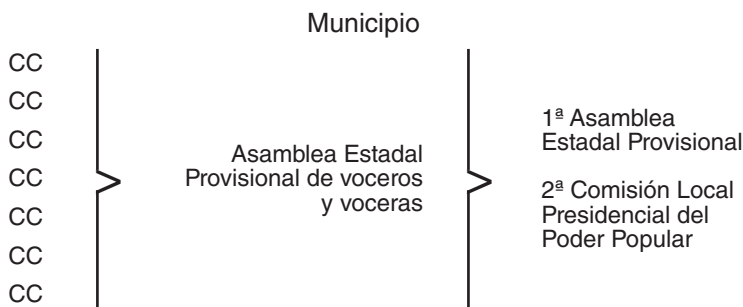 Municipio
CC
CC
CC
CC
CC
CC
CC
Asamblea Estadal
Provisional de voceros
y voceras
1ª Asamblea
Estadal Provisional
2ª Comisión Local
Presidencial del
Poder Popular